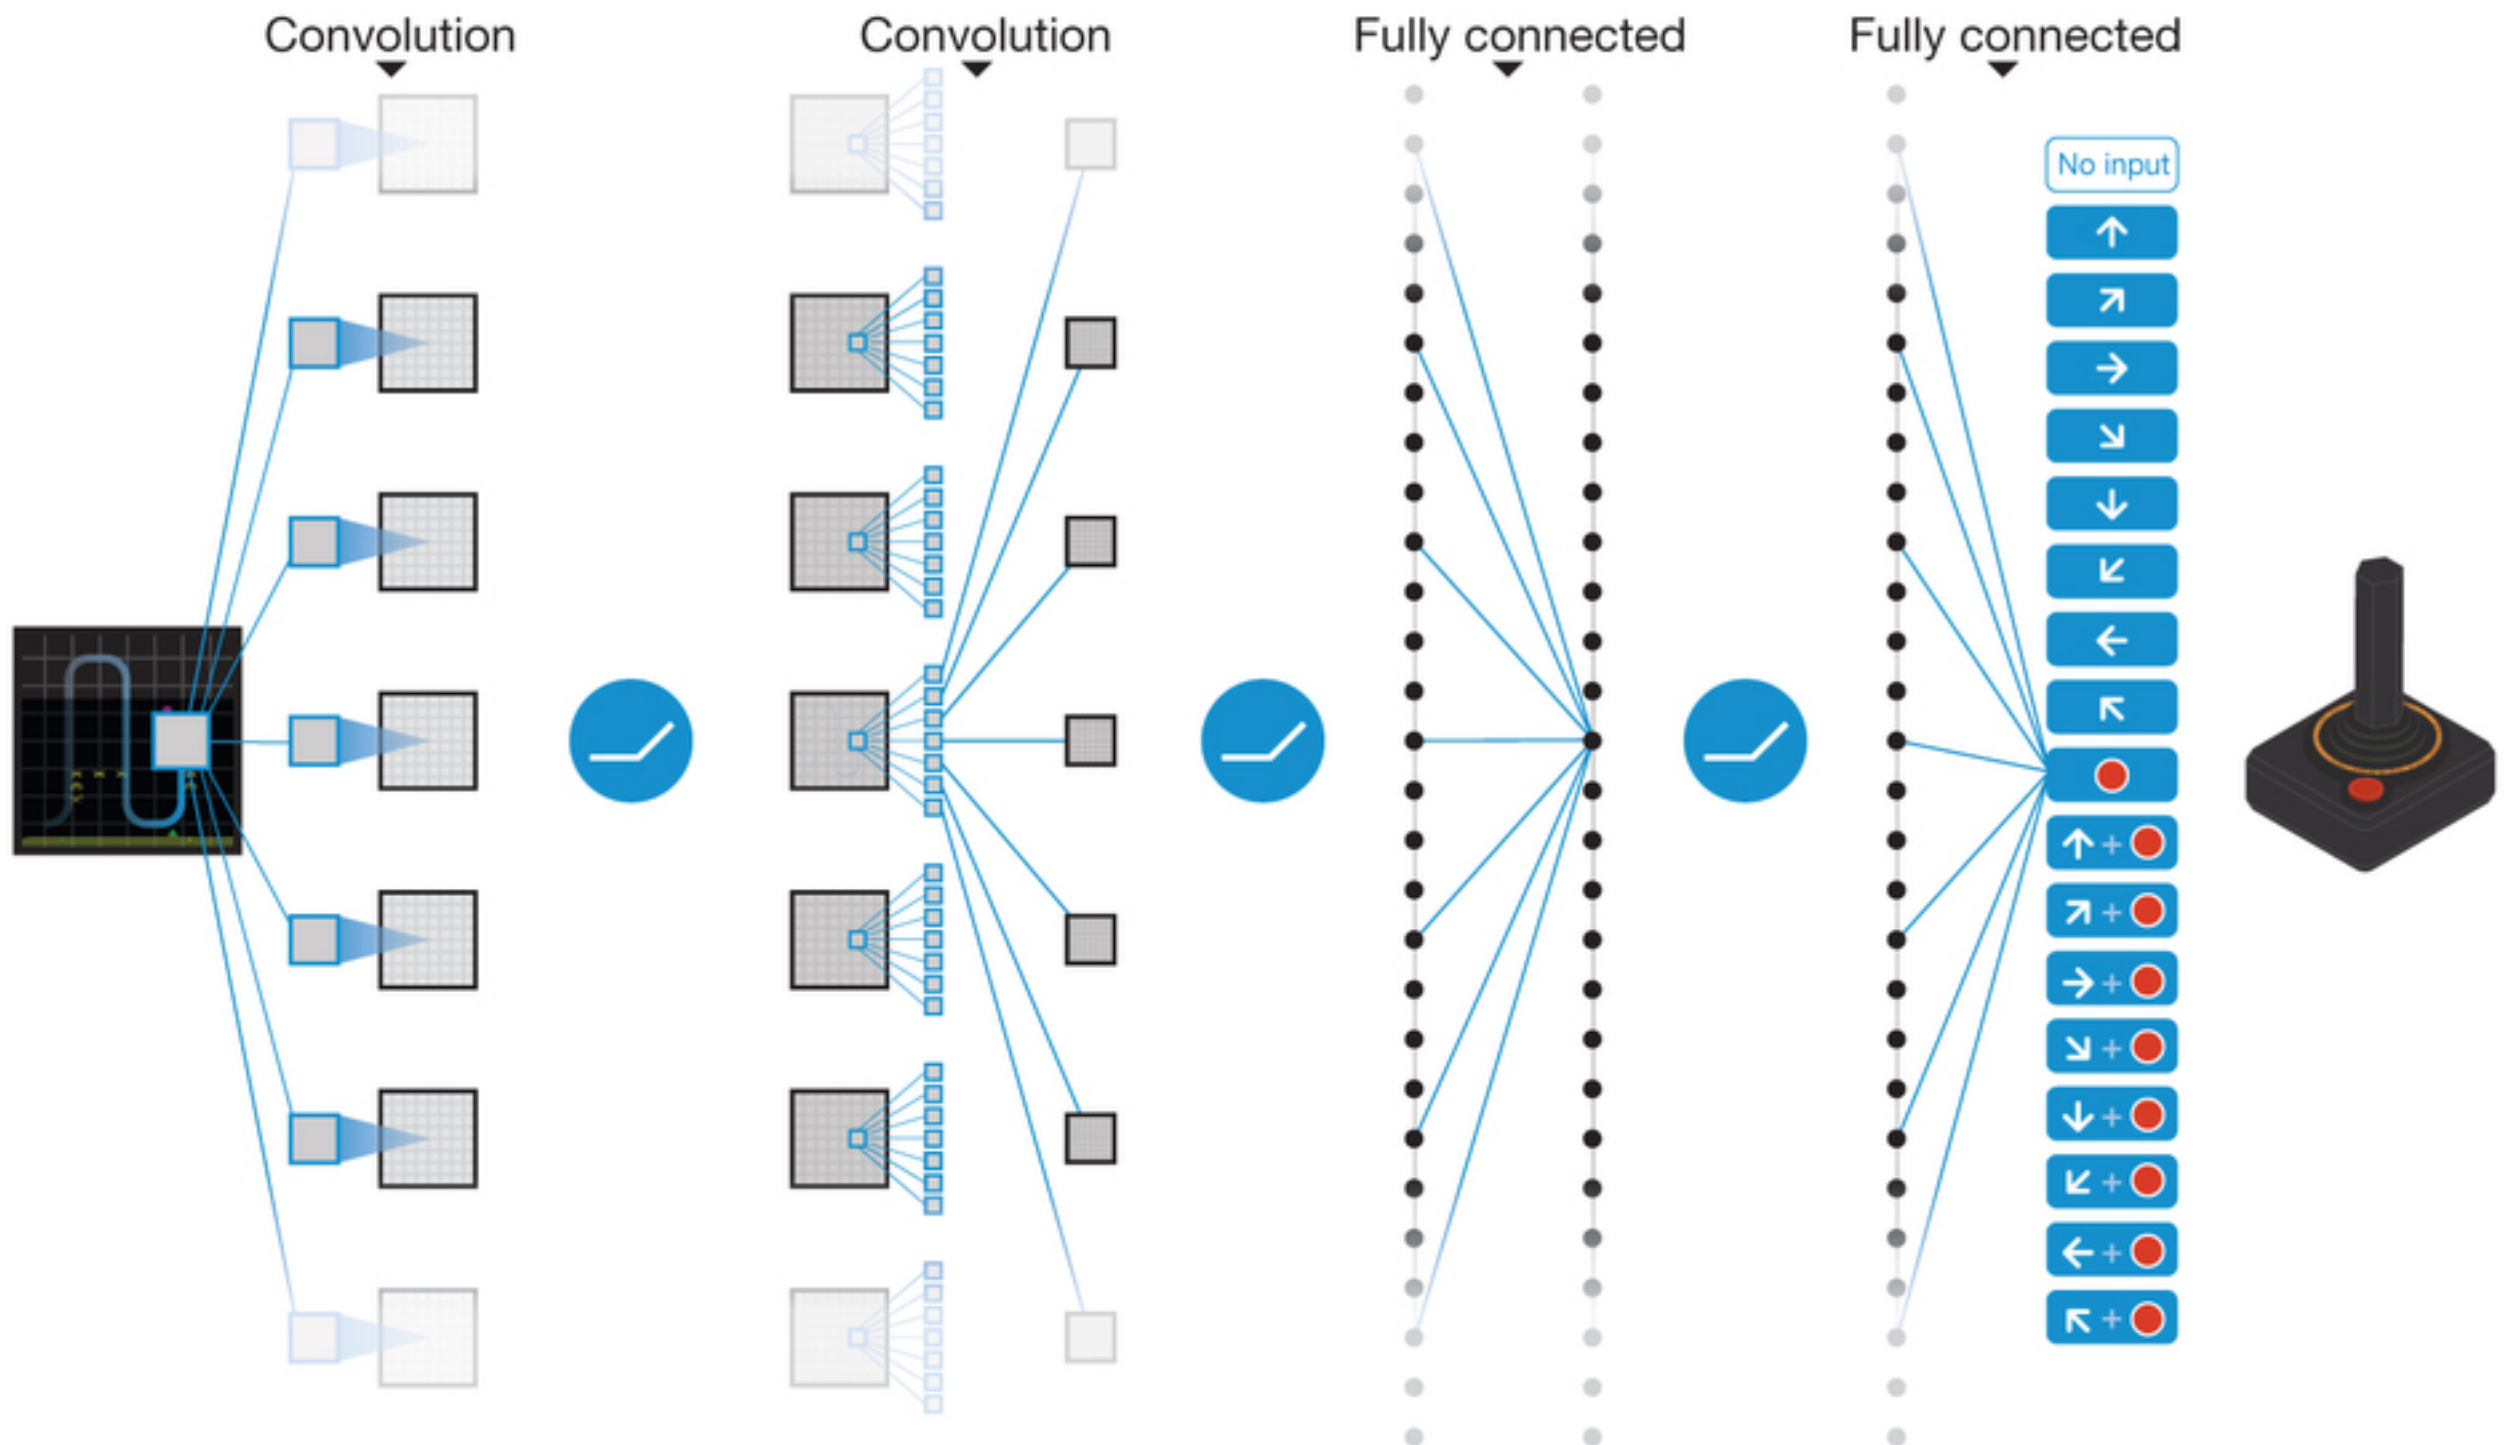 Convolution
Convolution
Fully connected
Fully connected
No input
+
+
+
+
+
+
+
+